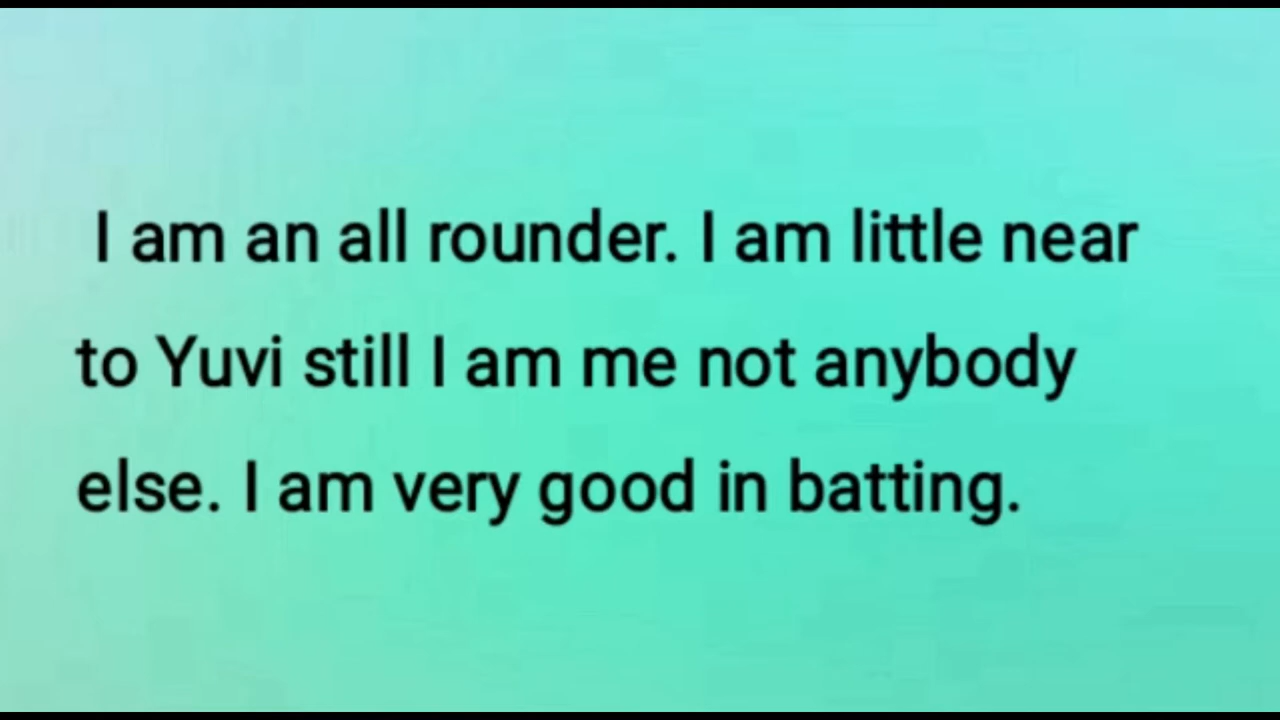 I am an all rounder. I am little near
to Yuvi still I am me not anybody
else. I am very good in batting.